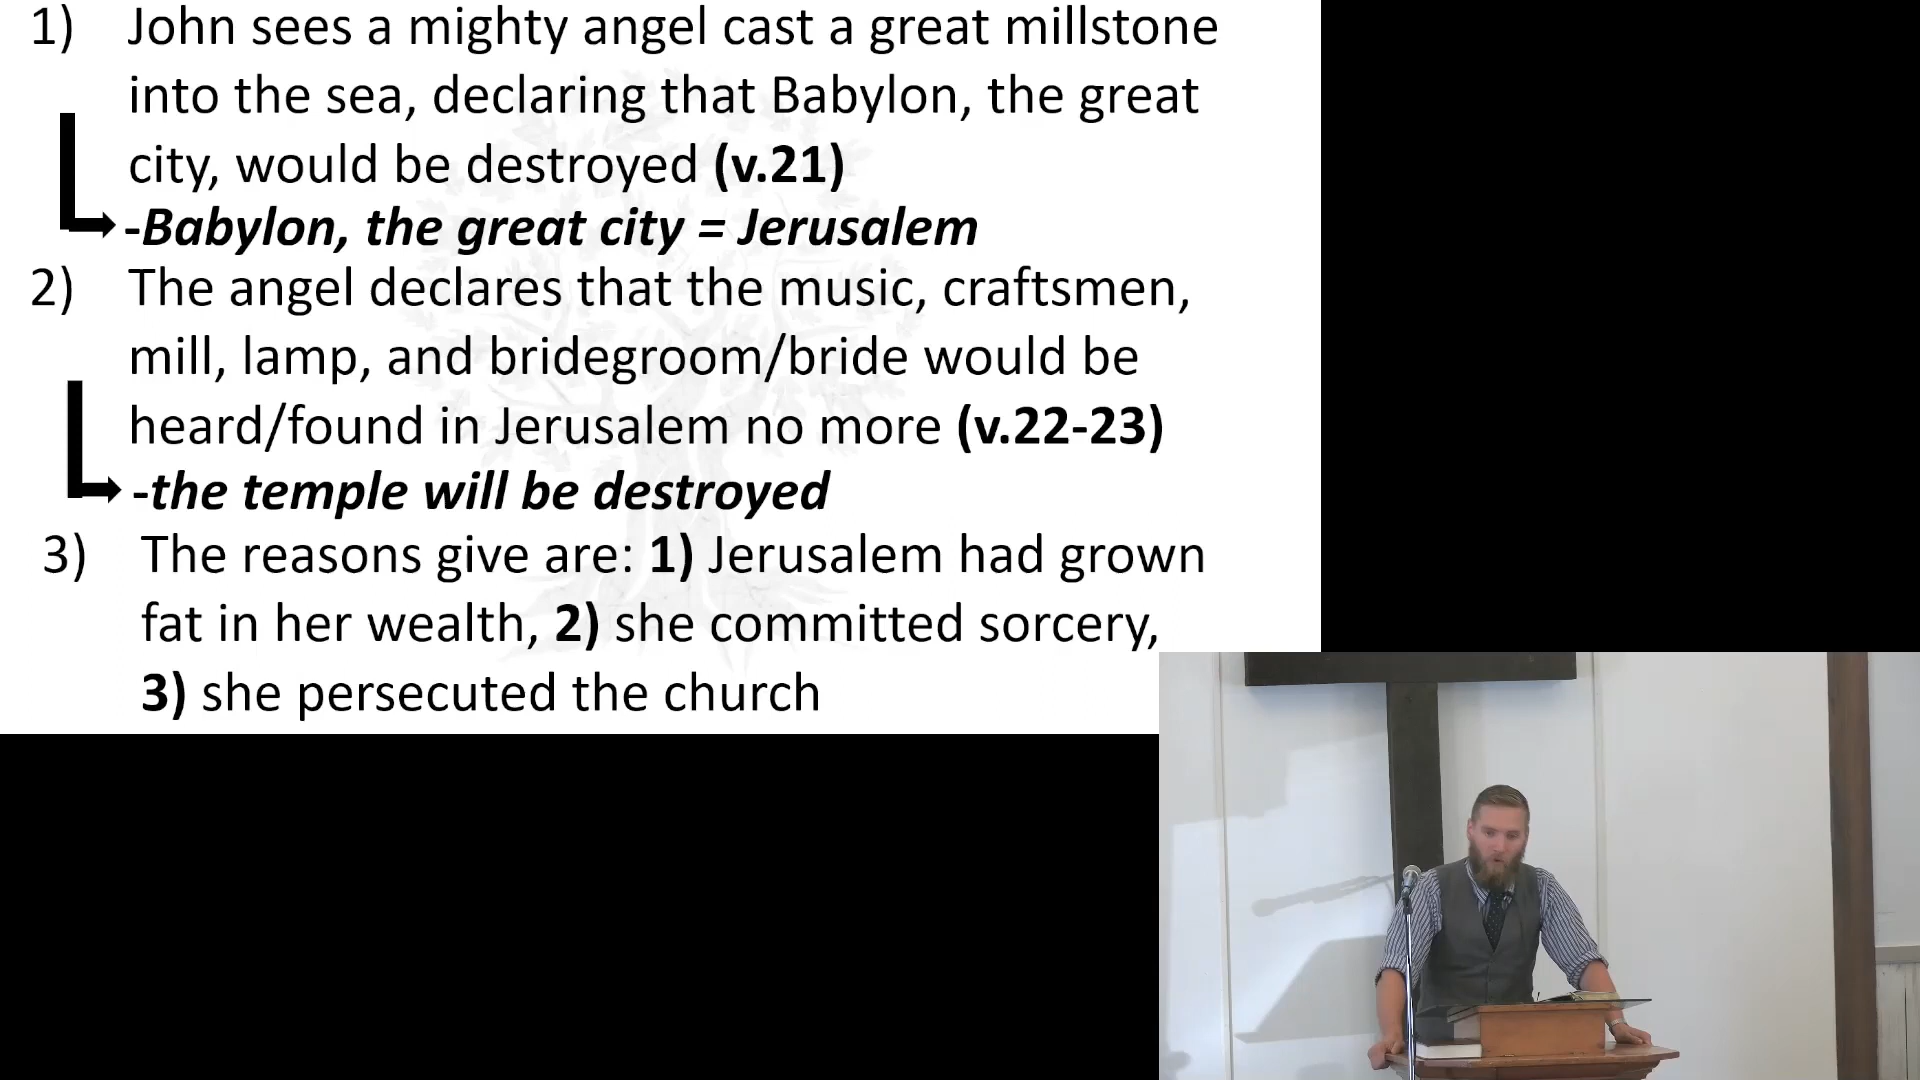 1) John sees a mighty angel cast a great millstone
into the sea, declaring that Babylon, the great
city, would be destroyed (v.21)
-Babylon, the great city = Jerusalem
2) The angel declares that the music, craftsmen,
mill, lamp, and bridegroom/bride would be
heard/found in Jerusalem no more (v.22-23)
-the temple will be destroyed
3) The reasons give are: 1) Jerusalem had grown
fat in her wealth, 2) she committed sorcery,
3) she persecuted the church